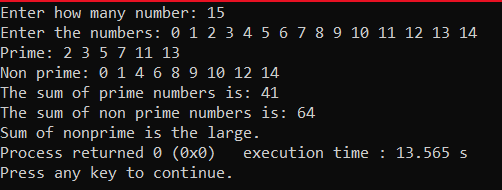 Enter how many number: 15
Enter the numbers: 0 1 2 3 4 5 6 7 8 9 10 11 12 13 14
Prime: 2 3 5 7 11 13
Non prime: 0 1 4 6 8 9 10 12 14
The sum of prime numbers is: 41
The sum of non prime numbers is: 64
Sum of nonprime is the large.
Process returned 0 (0x0)   execution time : 13.565 s
Press any key to continue.